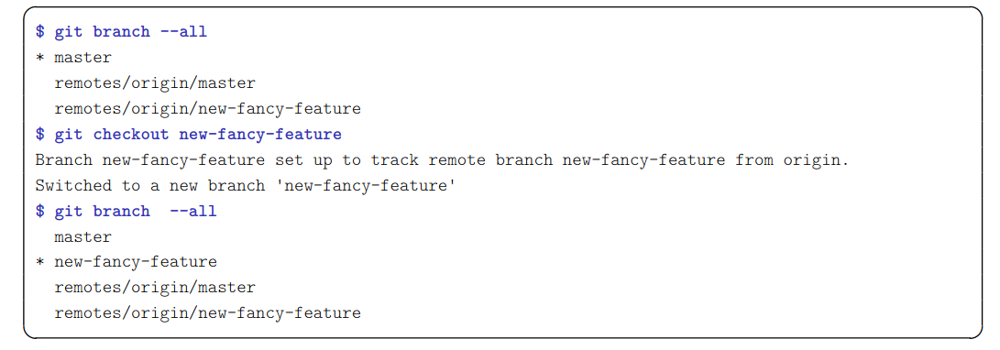 $ git branch --all
* master
  remotes/origin/master
  remotes/origin/new-fancy-feature
$ git checkout new-fancy-feature
Branch new-fancy-feature set up to track remote branch new-fancy-feature from origin.
Switched to a new branch 'new-fancy-feature'
$ git branch  --all
  master
* new-fancy-feature
  remotes/origin/master
  remotes/origin/new-fancy-feature